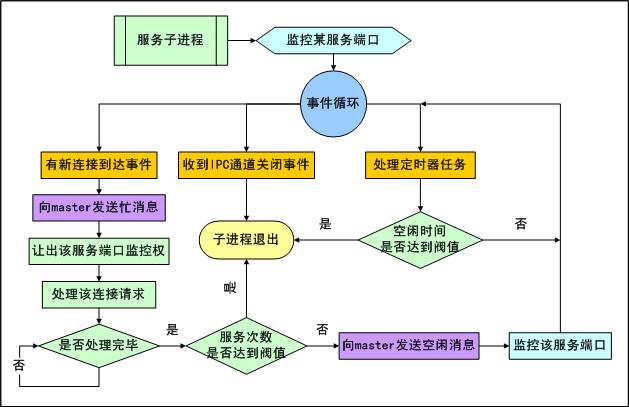 服务子进程
监控某服务端口
事件循环
有新连接到达事件
收到IPC通道关闭事件
处理定时器任务
向master发送忙消息
让出该服务端口监控权
子进程退出
是
空闲时间
是否达到阀值
否
处理该连接请求
是
是否处理完毕
是
服务次数
是否达到阀值
否
向master发送空闲消息
监控该服务端口
否